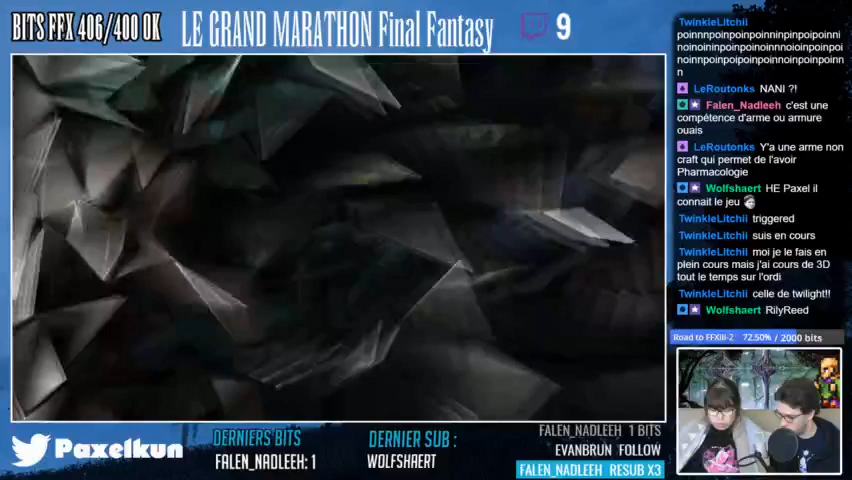 BITS FFX 406/400 OK
LE GRAND MARATHON Final Fantasy
9
TwinkleLitchii
poinnnpoinpoinpoinninpinpoipoinni
noinoininpoinpoinoinnnoioinpoinpoi
noinnpoinpoipoinpoinnoinpoinpoinn
n
LeRoutonks NANI ?!
Falen_Nadleeh c'est une
compétence d'arme ou armure
ouais
LeRoutonks Y'a une arme non
craft qui permet de l'avoir
Pharmacologie
Wolfshaert HE Paxel il
connait le jeu
TwinkleLitchii triggered
TwinkleLitchii suis en cours
TwinkleLitchii moi je le fais en
plein cours mais j'ai cours de 3D
tout le temps sur l'ordi
TwinkleLitchii celle de twilight!!
Wolfshaert RilyReed
Road to FFXIII-2 72.50% / 2000 bits
Paxelkun
DERNIERS BITS
FALEN_NADLEEH: 1
DERNIER SUB :
WOLFSHAERT
FALEN_NADLEEH 1 BITS
EVANBRUN FOLLOW
FALEN_NADLEEH RESUB X3